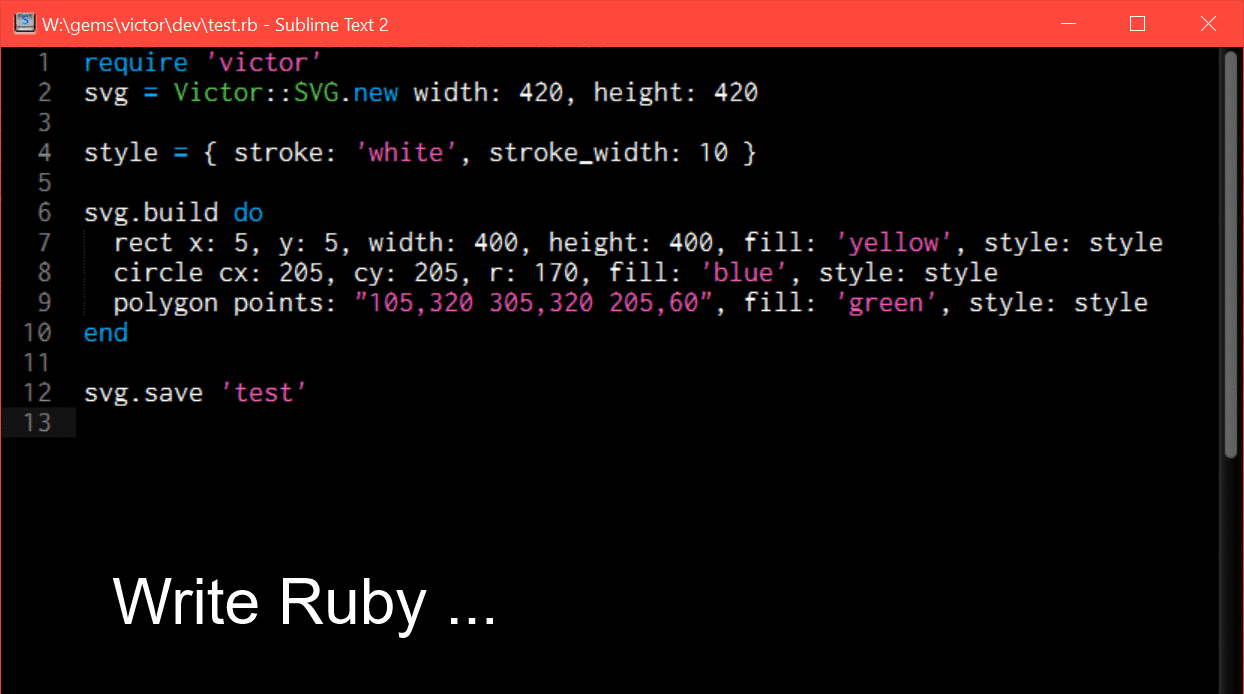 W:\gems\victor\dev\test.rb - Sublime Text 2
1 require 'victor'
2 svg = Victor::SVG.new width: 420, height: 420
3
4 style = { stroke: 'white', stroke_width: 10 }
5
6 svg.build do
7   rect x: 5, y: 5, width: 400, height: 400, fill: 'yellow', style: style
8   circle cx: 205, cy: 205, r: 170, fill: 'blue', style: style
9   polygon points: "105,320 305,320 205,60", fill: 'green', style: style
10 end
11
12 svg.save 'test'
13
Write Ruby ...